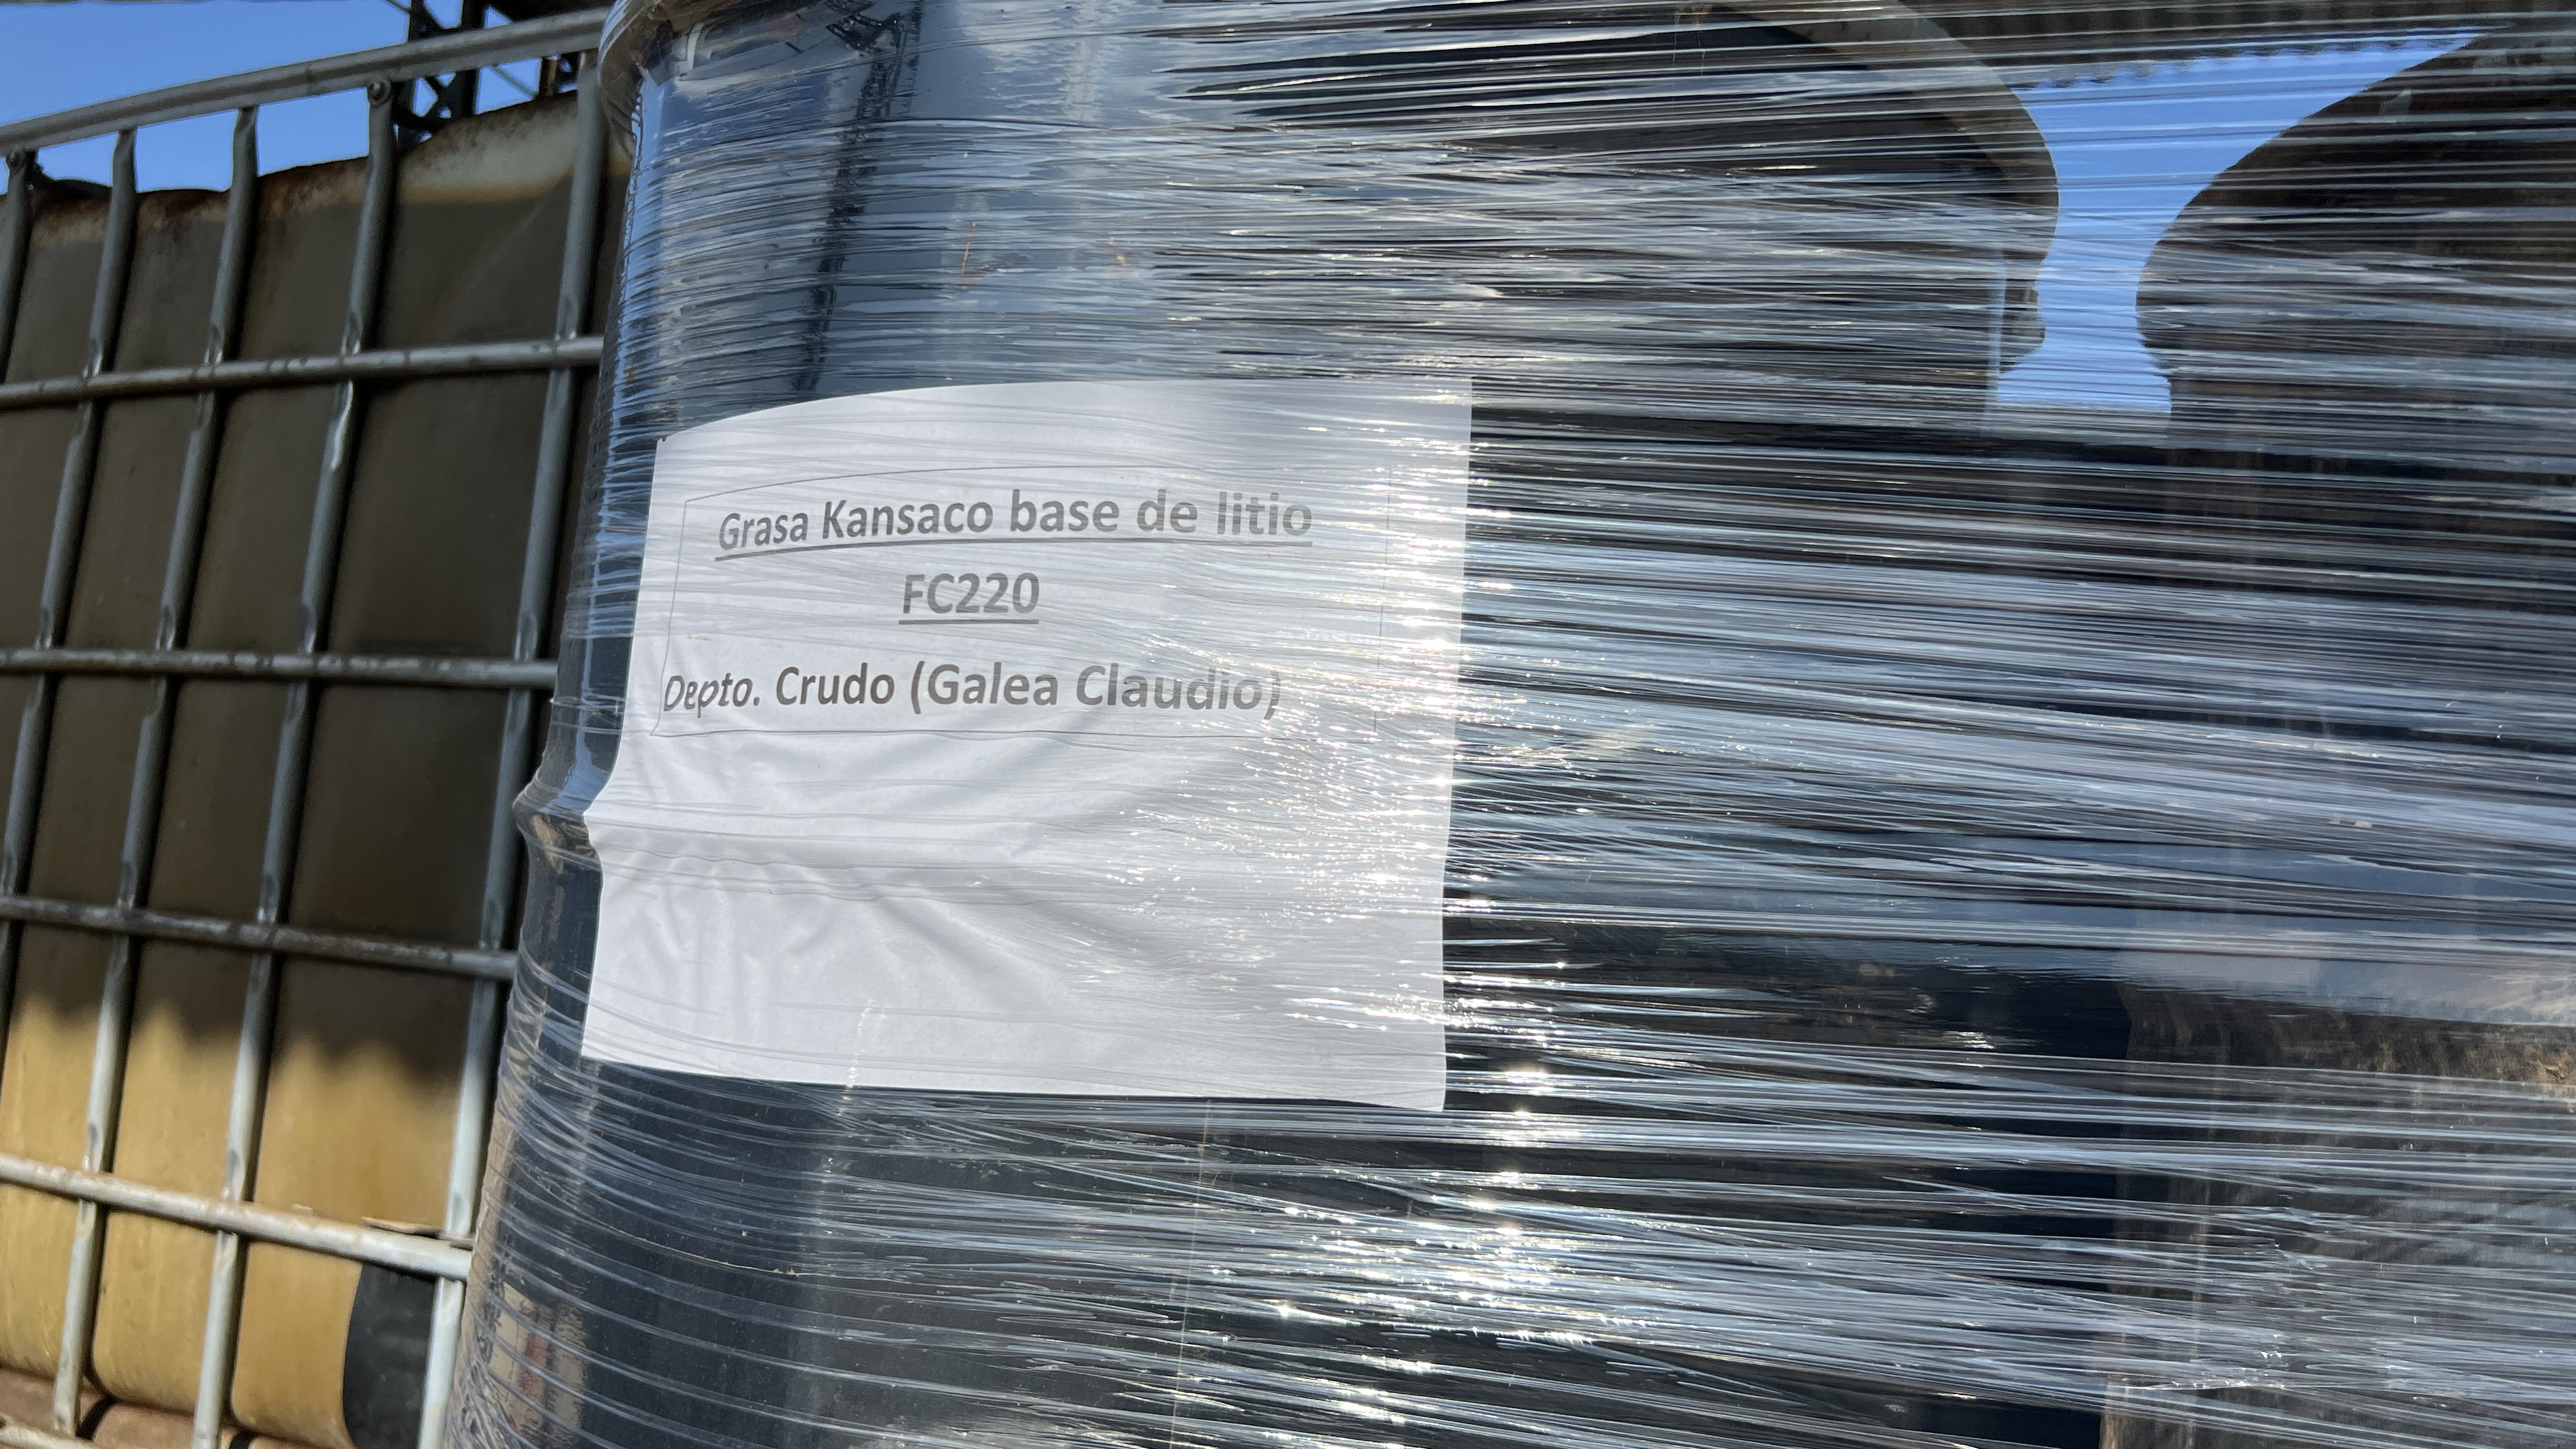 Grasa Kansaco base de litio
FC220
Depto. Crudo (Galea Claudio)